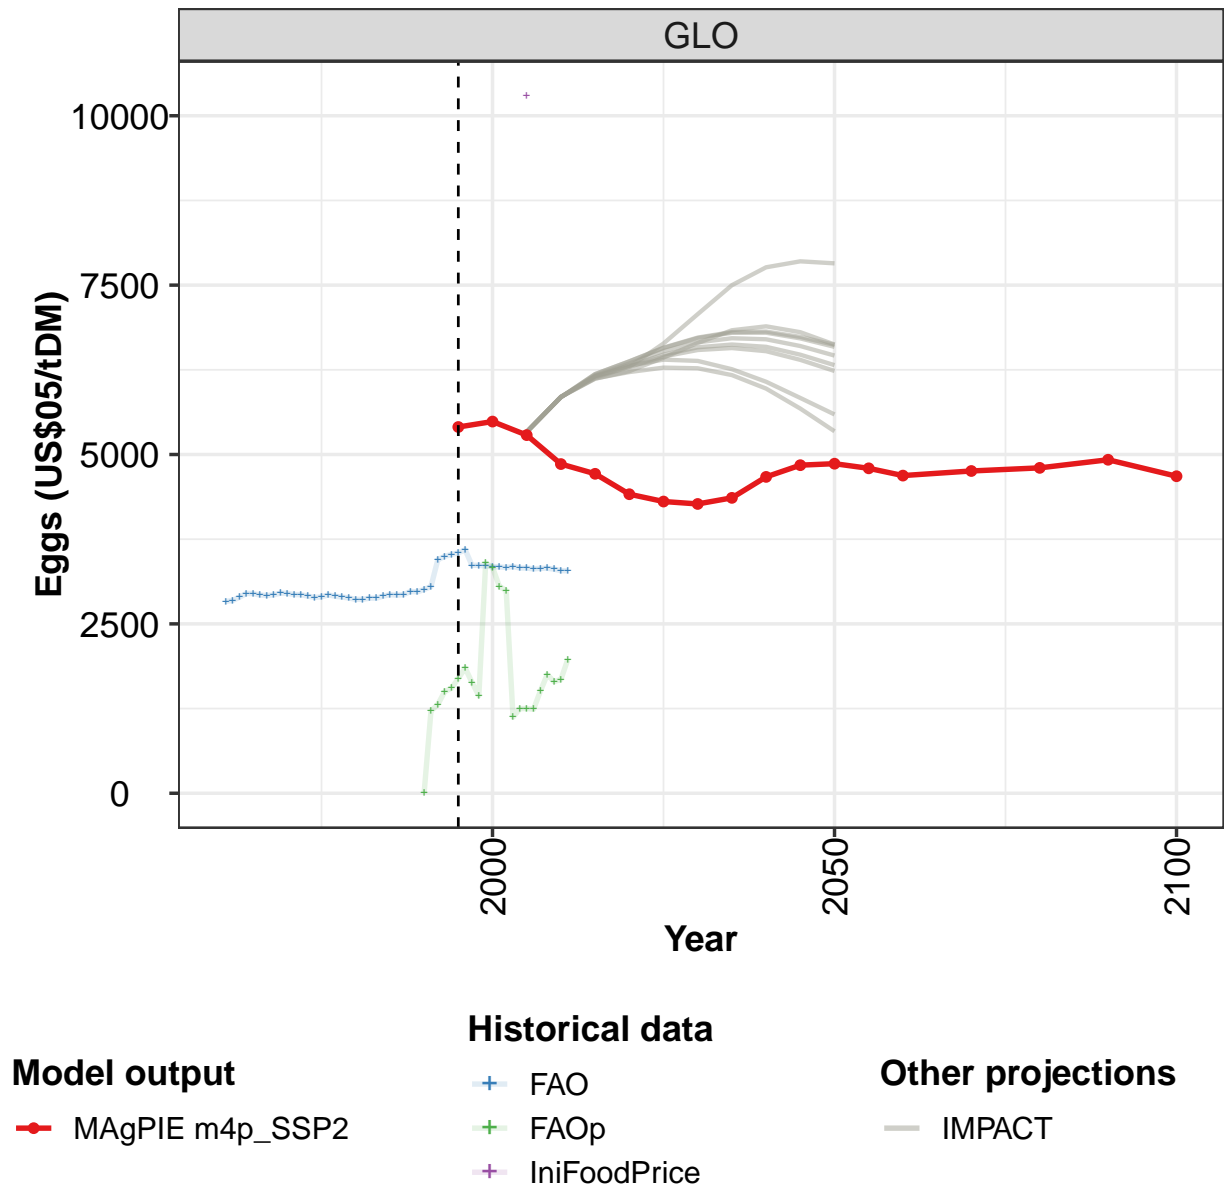 GLO
10000
7500
5000
2500
0
Eggs (US$05/tDM)
2000
2050
2100
Year
Model output
MAgPIE m4p_SSP2
Historical data
FAO
FAOp
IniFoodPrice
Other projections
IMPACT